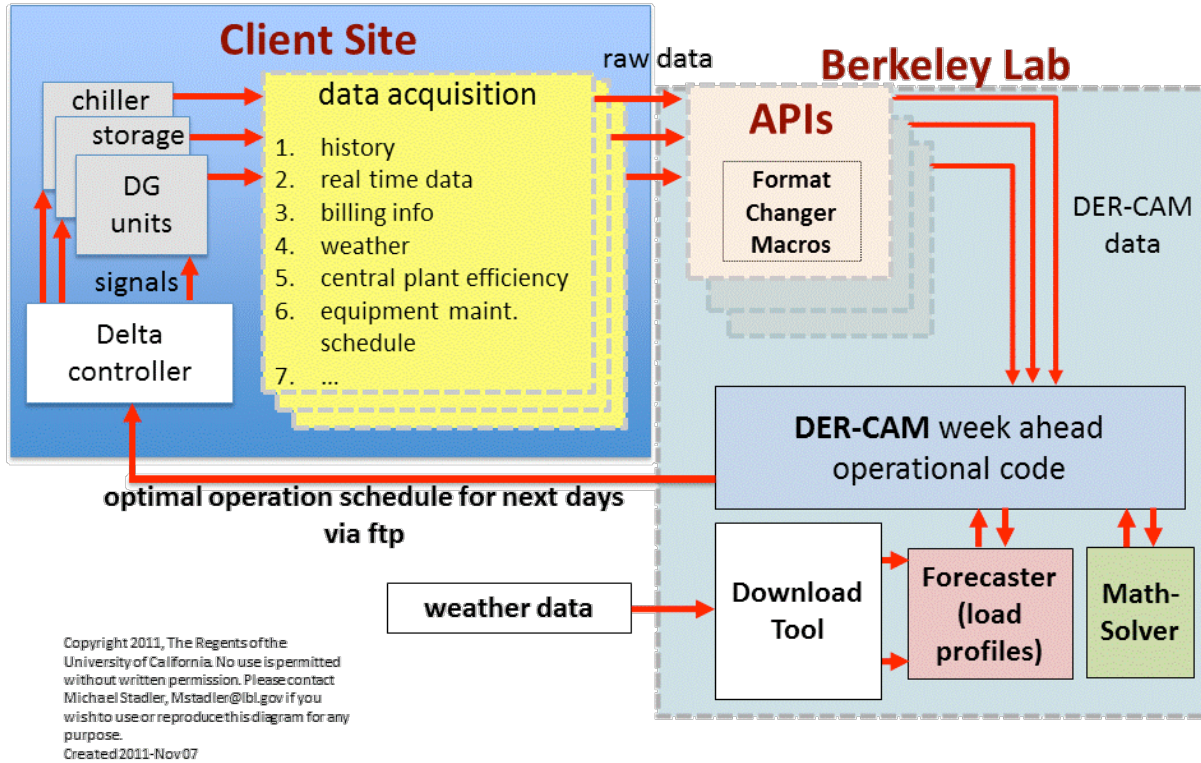 Client Site
raw data
Berkeley Lab
chiller
storage
DG
units
signals
Delta
controller
data acquisition
1. history
2. real time data
3. billing info
4. weather
5. central plant efficiency
6. equipment maint.
schedule
7. ...
APIs
Format
Changer
Macros
DER-CAM
data
DER-CAM week ahead
operational code
optimal operation schedule for next days
via ftp
weather data
Download
Tool
Forecaster
(load
profiles)
Math-
Solver
Copyright 2011, The Regents of the
University of California. No use is permitted
without written permission. Please contact
Michael Stadler, Mstadler@lbl.gov if you
wish to use or reproduce this diagram for any
purpose.
Created 2011-Nov 07